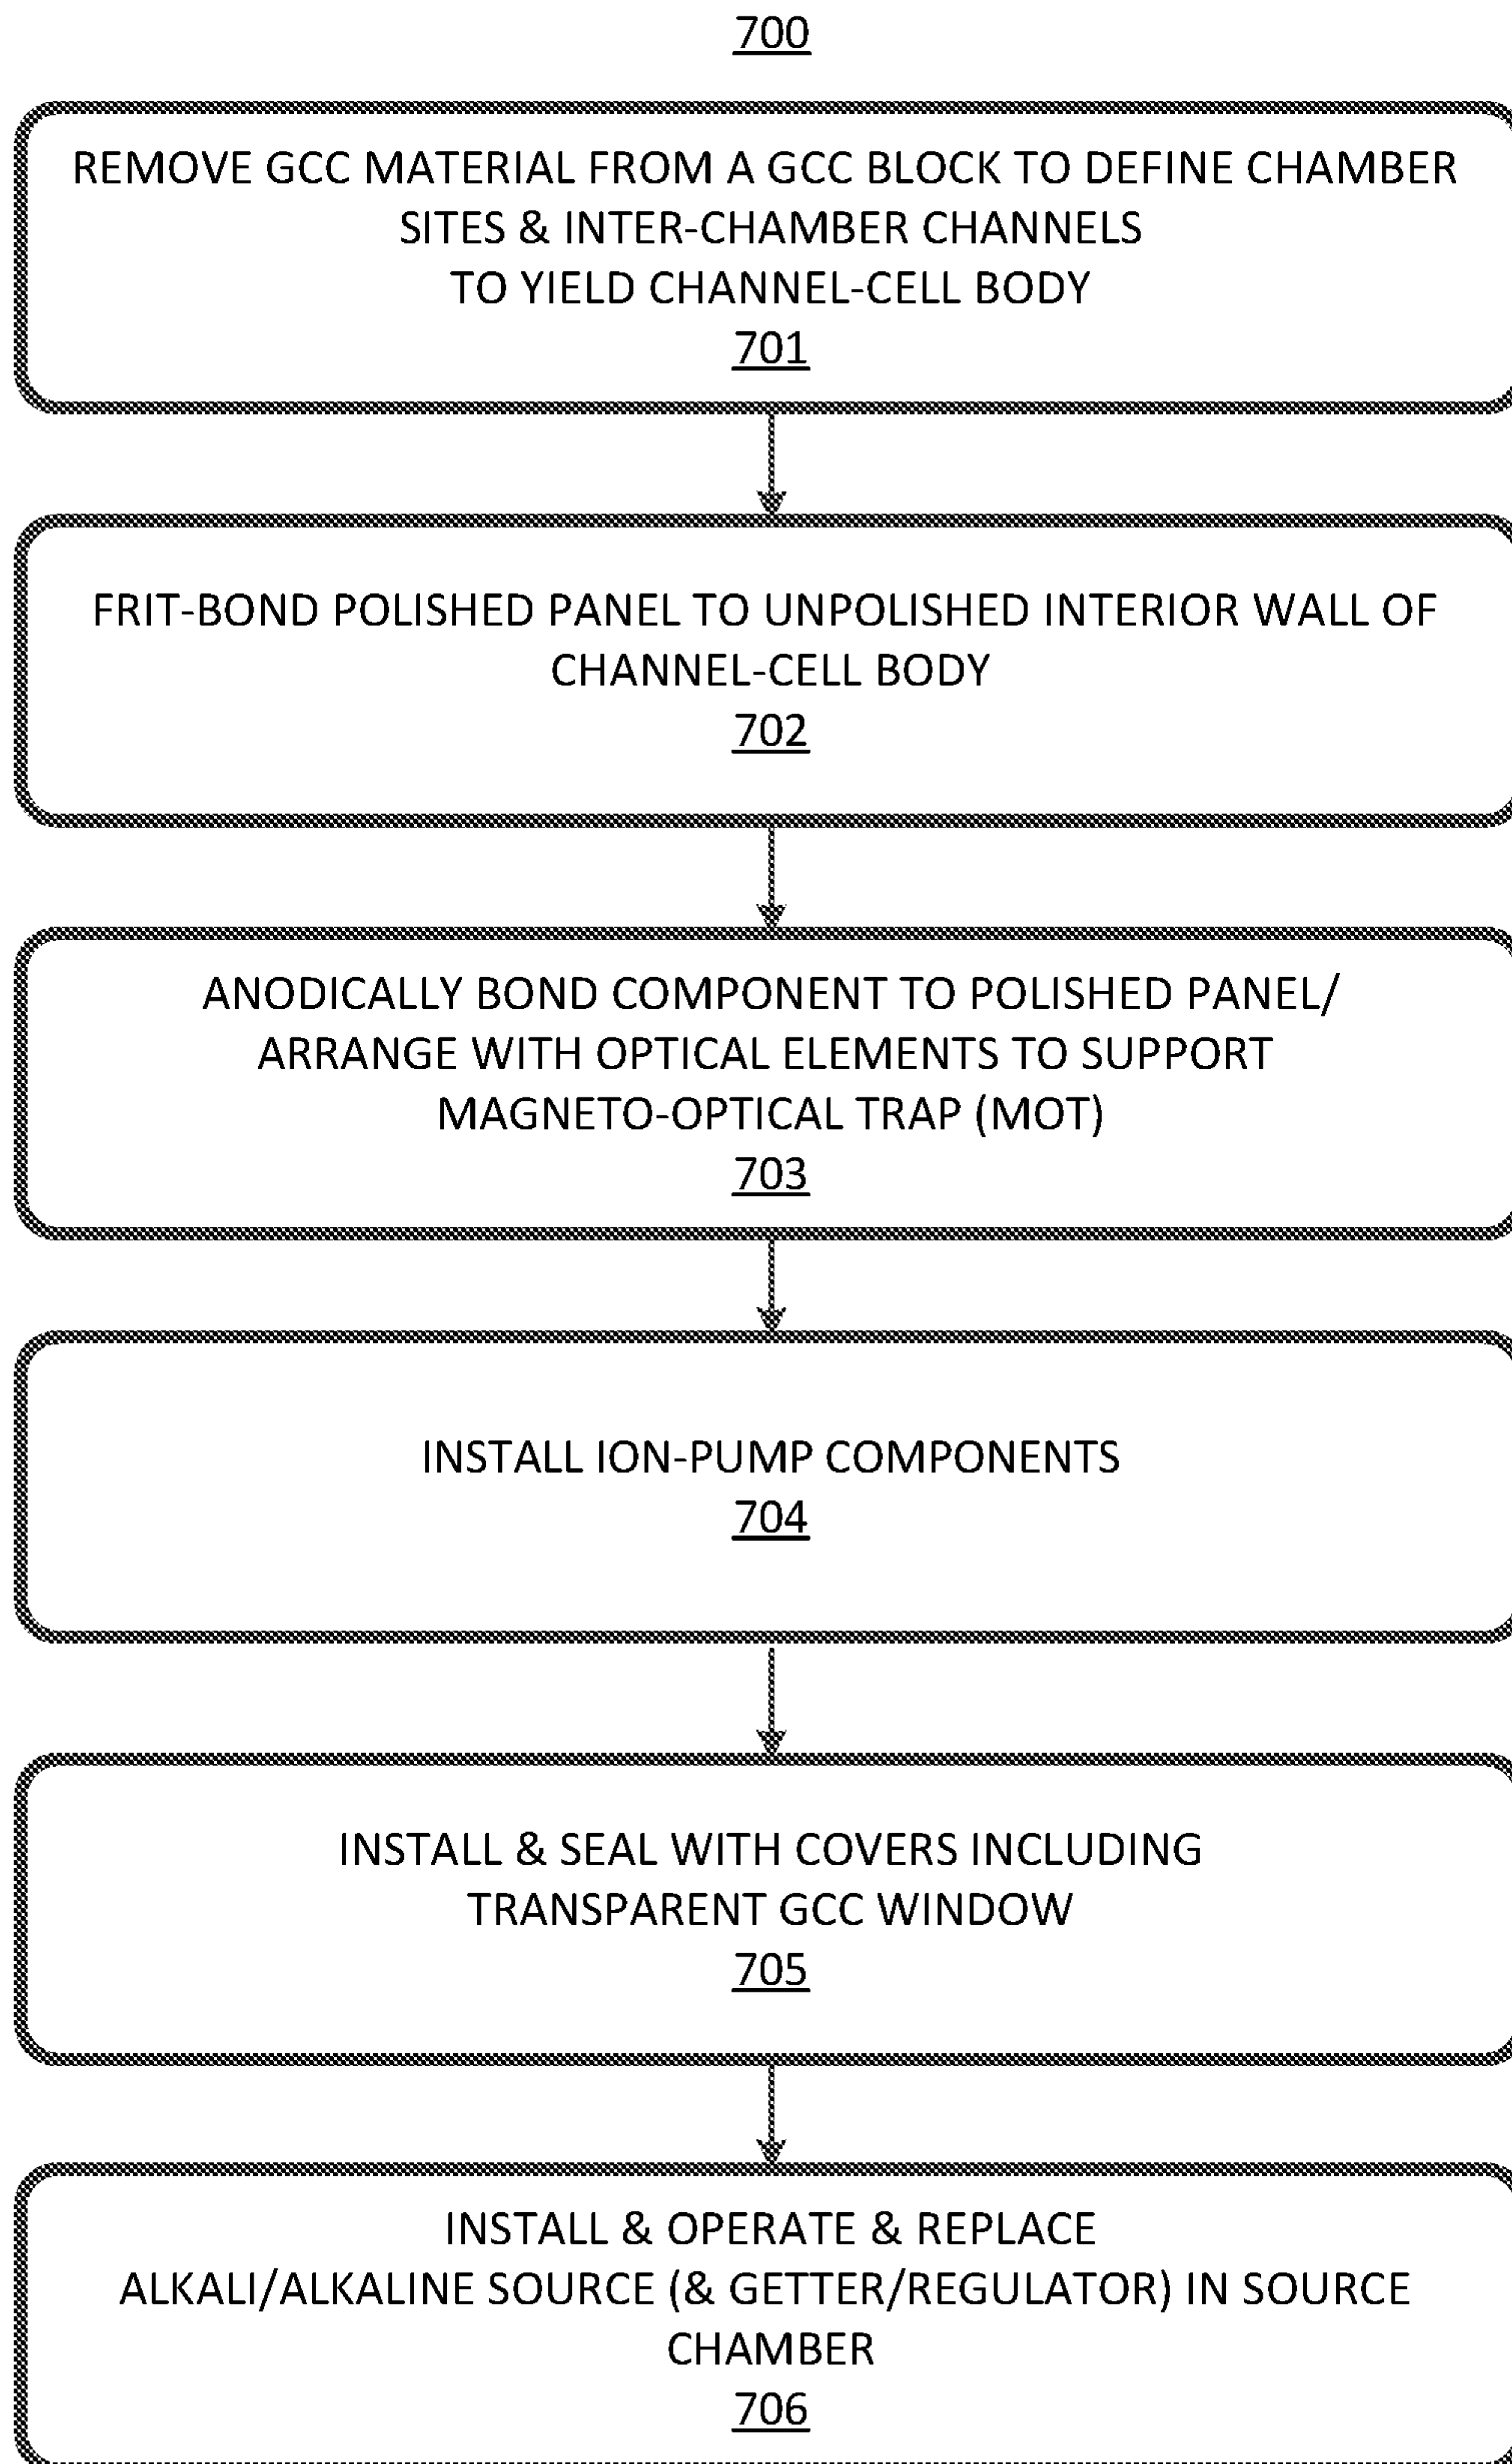 700
REMOVE GCC MATERIAL FROM A GCC BLOCK TO DEFINE CHAMBER
SITES & INTER-CHAMBER CHANNELS
TO YIELD CHANNEL-CELL BODY
701
FRIT-BOND POLISHED PANEL TO UNPOLISHED INTERIOR WALL OF
CHANNEL-CELL BODY
702
ANODICALLY BOND COMPONENT TO POLISHED PANEL/
ARRANGE WITH OPTICAL ELEMENTS TO SUPPORT
MAGNETO-OPTICAL TRAP (MOT)
703
INSTALL ION-PUMP COMPONENTS
704
INSTALL & SEAL WITH COVERS INCLUDING
TRANSPARENT GCC WINDOW
705
INSTALL & OPERATE & REPLACE
ALKALI/ALKALINE SOURCE (& GETTER/REGULATOR) IN SOURCE
CHAMBER
706